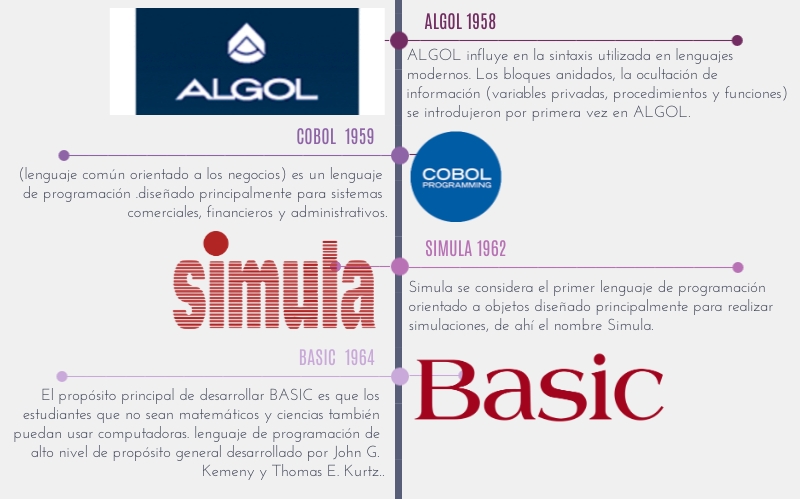 ALGOL
ALGOL 1958
ALGOL influye en la sintaxis utilizada en lenguajes
modernos. Los bloques anidados, la ocultación de
información (variables privadas, procedimientos y funciones)
se introdujeron por primera vez en ALGOL.
COBOL 1959
(lenguaje común orientado a los negocios) es un lenguaje
de programación .diseñado principalmente para sistemas
comerciales, financieros y administrativos.
COBOL
PROGRAMMING
simula
SIMULA 1962
Simula se considera el primer lenguaje de programación
orientado a objetos diseñado principalmente para realizar
simulaciones, de ahí el nombre Simula.
BASIC 1964
El propósito principal de desarrollar BASIC es que los
estudiantes que no sean matemáticos y ciencias también
puedan usar computadoras. lenguaje de programación de
alto nivel de propósito general desarrollado por John G.
Kemeny y Thomas E. Kurtz..
Basic